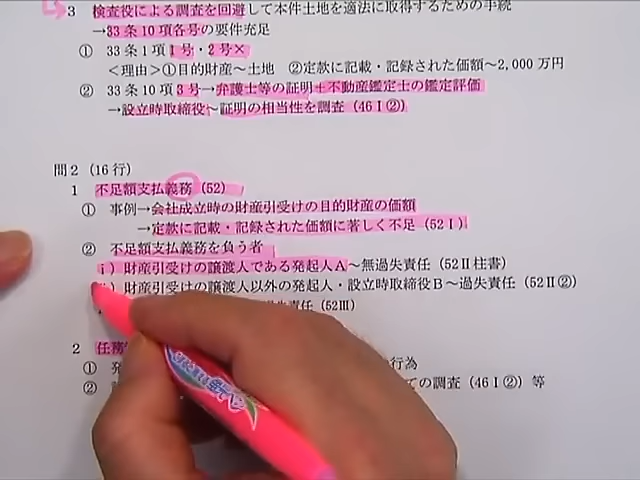 3 検査役による調査を回避して本件土地を適法に取得するための手続
→33条10項各号の要件充足
① 33条1項1号・2号×
<理由>①目的財産～土地 ②定款に記載・記録された価額～2,000万円
② 33条10項3号→弁護士等の証明＋不動産鑑定士の鑑定評価
→設立時取締役～証明の相当性を調査(46Ⅰ②)
問2(16行)
1 不足額支払義務(52)
① 事例→会社成立時の財産引受けの目的財産の価額
→定款に記載・記録された価額に著しく不足(52Ⅰ)
② 不足額支払義務を負う者
ⅰ)財産引受けの譲渡人である発起人A～無過失責任(52Ⅱ柱書)
財産引受けの譲渡人以外の発起人・設立時取締役B～過失責任(52Ⅱ②)
責任(52Ⅲ)
2 任務
① 発 行為
② ての調査(46Ⅰ②)等